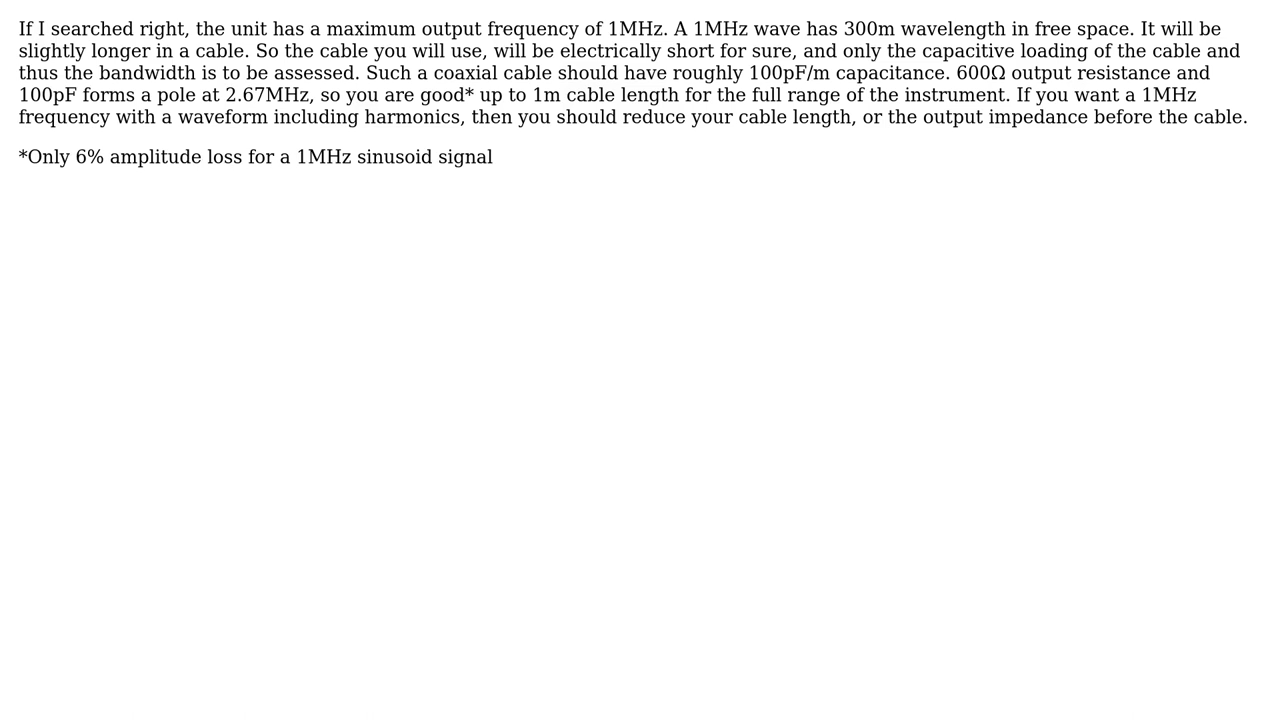 If I searched right, the unit has a maximum output frequency of 1MHz. A 1MHz wave has 300m wavelength in free space. It will be
slightly longer in a cable. So the cable you will use, will be electrically short for sure, and only the capacitive loading of the cable and
thus the bandwidth is to be assessed. Such a coaxial cable should have roughly 100pF/m capacitance. 600Ω output resistance and
100pF forms a pole at 2.67MHz, so you are good* up to 1m cable length for the full range of the instrument. If you want a 1MHz
frequency with a waveform including harmonics, then you should reduce your cable length, or the output impedance before the cable.
*Only 6% amplitude loss for a 1MHz sinusoid signal